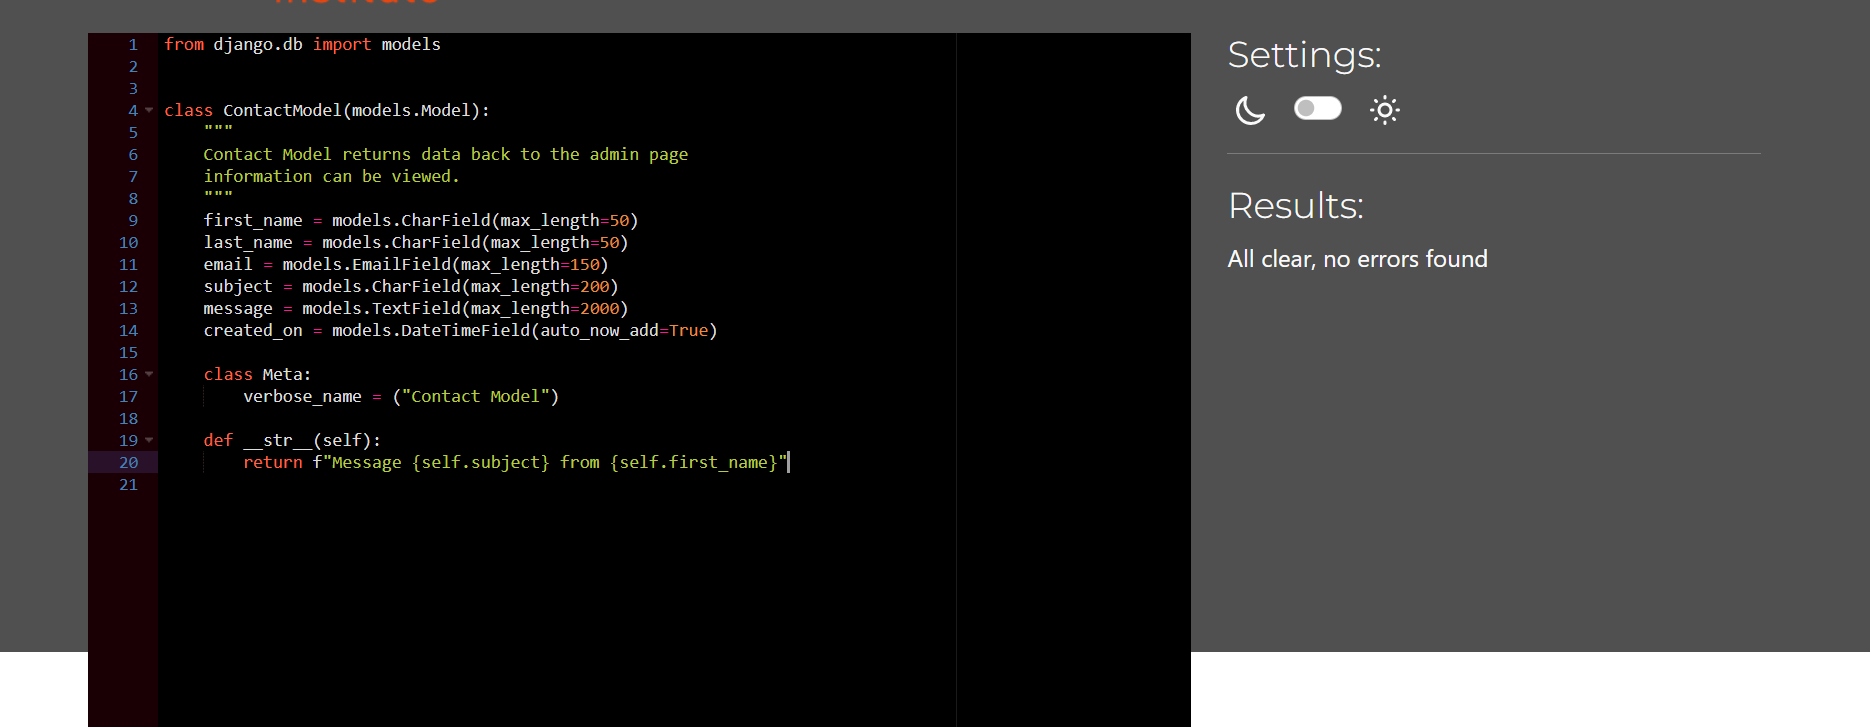 1 from django.db import models
2
3
4 class ContactModel(models.Model):
5     """
6     Contact Model returns data back to the admin page
7     information can be viewed.
8     """
9     first_name = models.CharField(max_length=50)
10     last_name = models.CharField(max_length=50)
11     email = models.EmailField(max_length=150)
12     subject = models.CharField(max_length=200)
13     message = models.TextField(max_length=2000)
14     created_on = models.DateTimeField(auto_now_add=True)
15
16     class Meta:
17         verbose_name = ("Contact Model")
18
19     def __str__(self):
20         return f"Message {self.subject} from {self.first_name}"
21
Settings:
Results:
All clear, no errors found